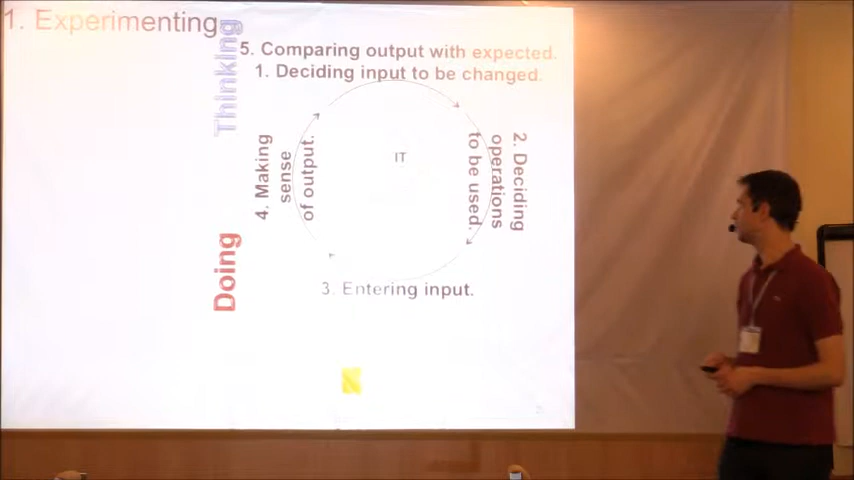 1. Experimenting
Thinking
5. Comparing output with expected.
1. Deciding input to be changed.
2. Deciding
operations
to be used.
IT
4. Making
sense
of output.
Doing
3. Entering input.